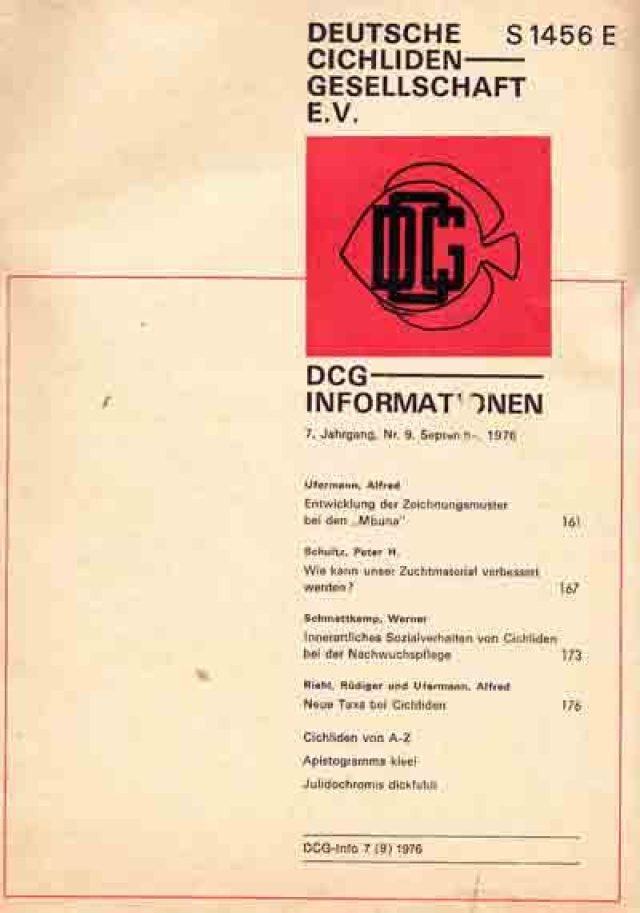 DEUTSCHE S 1456 E
CICHLIDEN
GESELLSCHAFT
E.V.
DCG
DCG
INFORMATIONEN
7. Jahrgang, Nr. 9, September 1976
Ufermann, Alfred
Entwicklung der Zeichnungsmuster
bei den „Mbuna" 161
Schultz, Peter H.
Wie kann unser Zuchtmaterial verbessert
werden? 167
Schmettkamp, Werner
Innerartliches Sozialverhalten von Cichliden
bei der Nachwuchspflege 173
Riehl, Rüdiger und Ufermann, Alfred
Neue Taxa bei Cichliden 176
Cichliden von A-Z
Apistogramma kleei
Julidochromis dickfeldi
DCG-Info 7 (9) 1976